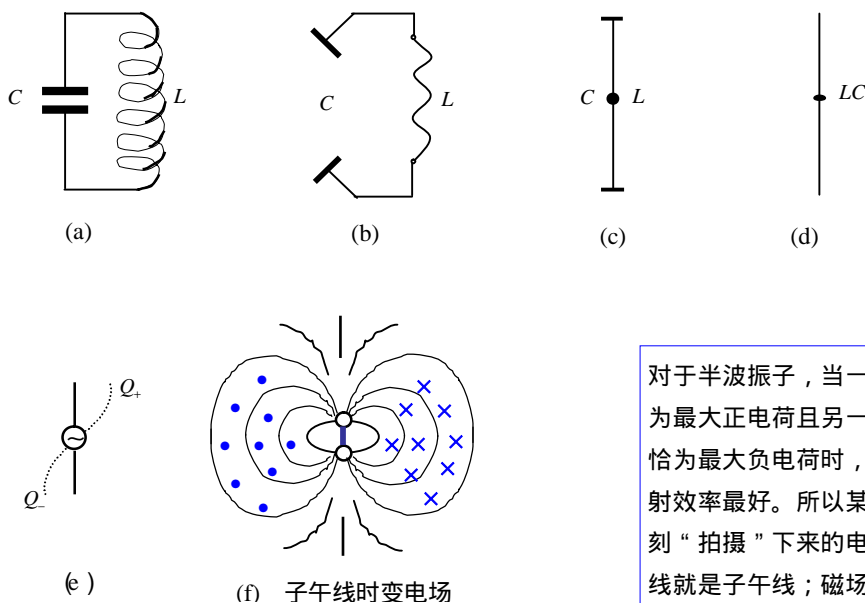 C L
C L
C L
LC
(a) (b) (c) (d)
Q+
Q−
(e)
(f) 子午线时变电场
对于半波振子，当一
为最大正电荷且另一
恰为最大负电荷时，
射效率最好。所以某
刻“拍摄”下来的电
线就是子午线；磁场